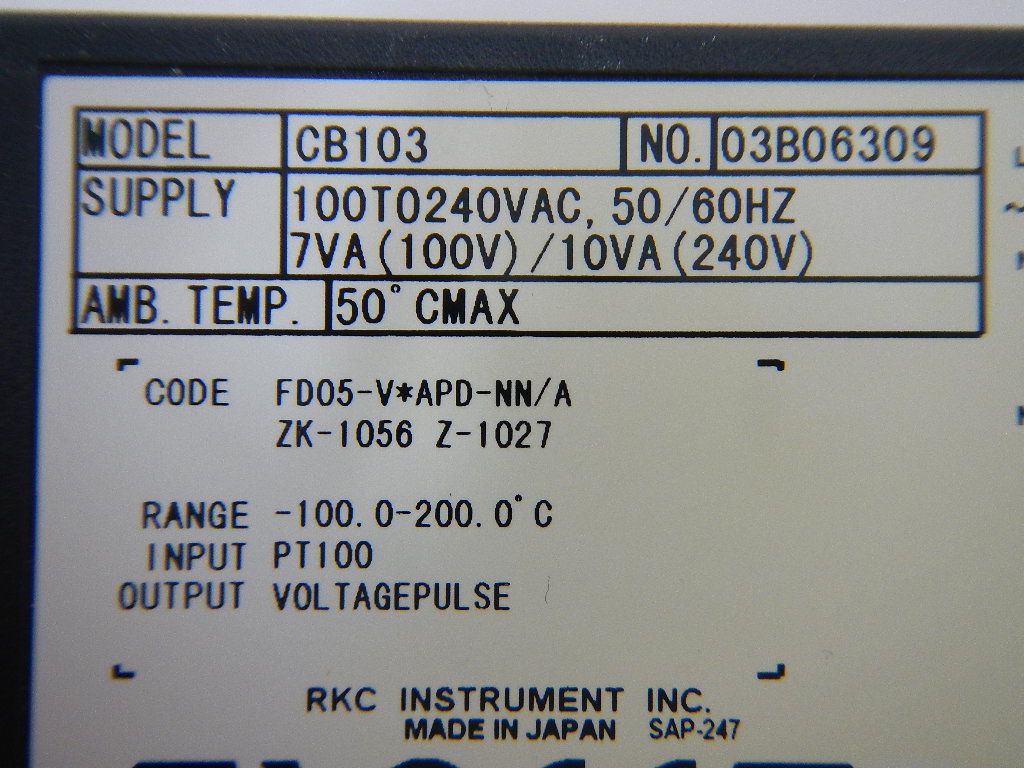 MODEL CB103 NO. 03B06309
SUPPLY 100TO240VAC, 50/60HZ
7VA(100V)/10VA(240V)
AMB. TEMP. 50°CMAX
CODE FD05-V*APD-NN/A
ZK-1056 Z-1027
RANGE -100.0-200.0°C
INPUT PT100
OUTPUT VOLTAGEPULSE
RKC INSTRUMENT INC.
MADE IN JAPAN SAP-247